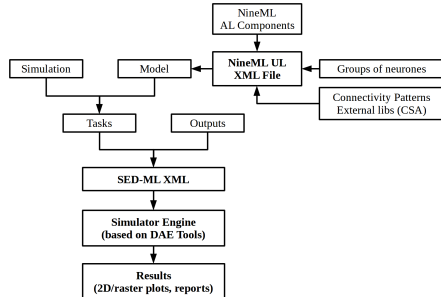 NineML
AL Components
Simulation
Model
NineML UL
XML File
Groups of neurones
Connectivity Patterns
External libs (CSA)
Tasks
Outputs
SED-ML XML
Simulator Engine
(based on DAE Tools)
Results
(2D/raster plots, reports)